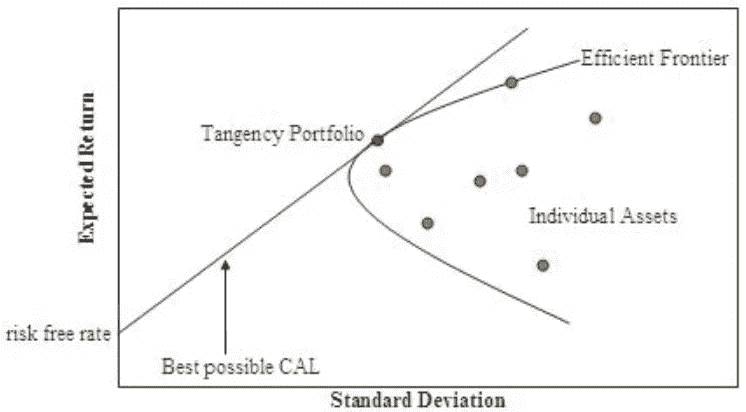 Efficient Frontier
Tangency Portfolio
Expected Return
Individual Assets
risk free rate
Best possible CAL
Standard Deviation